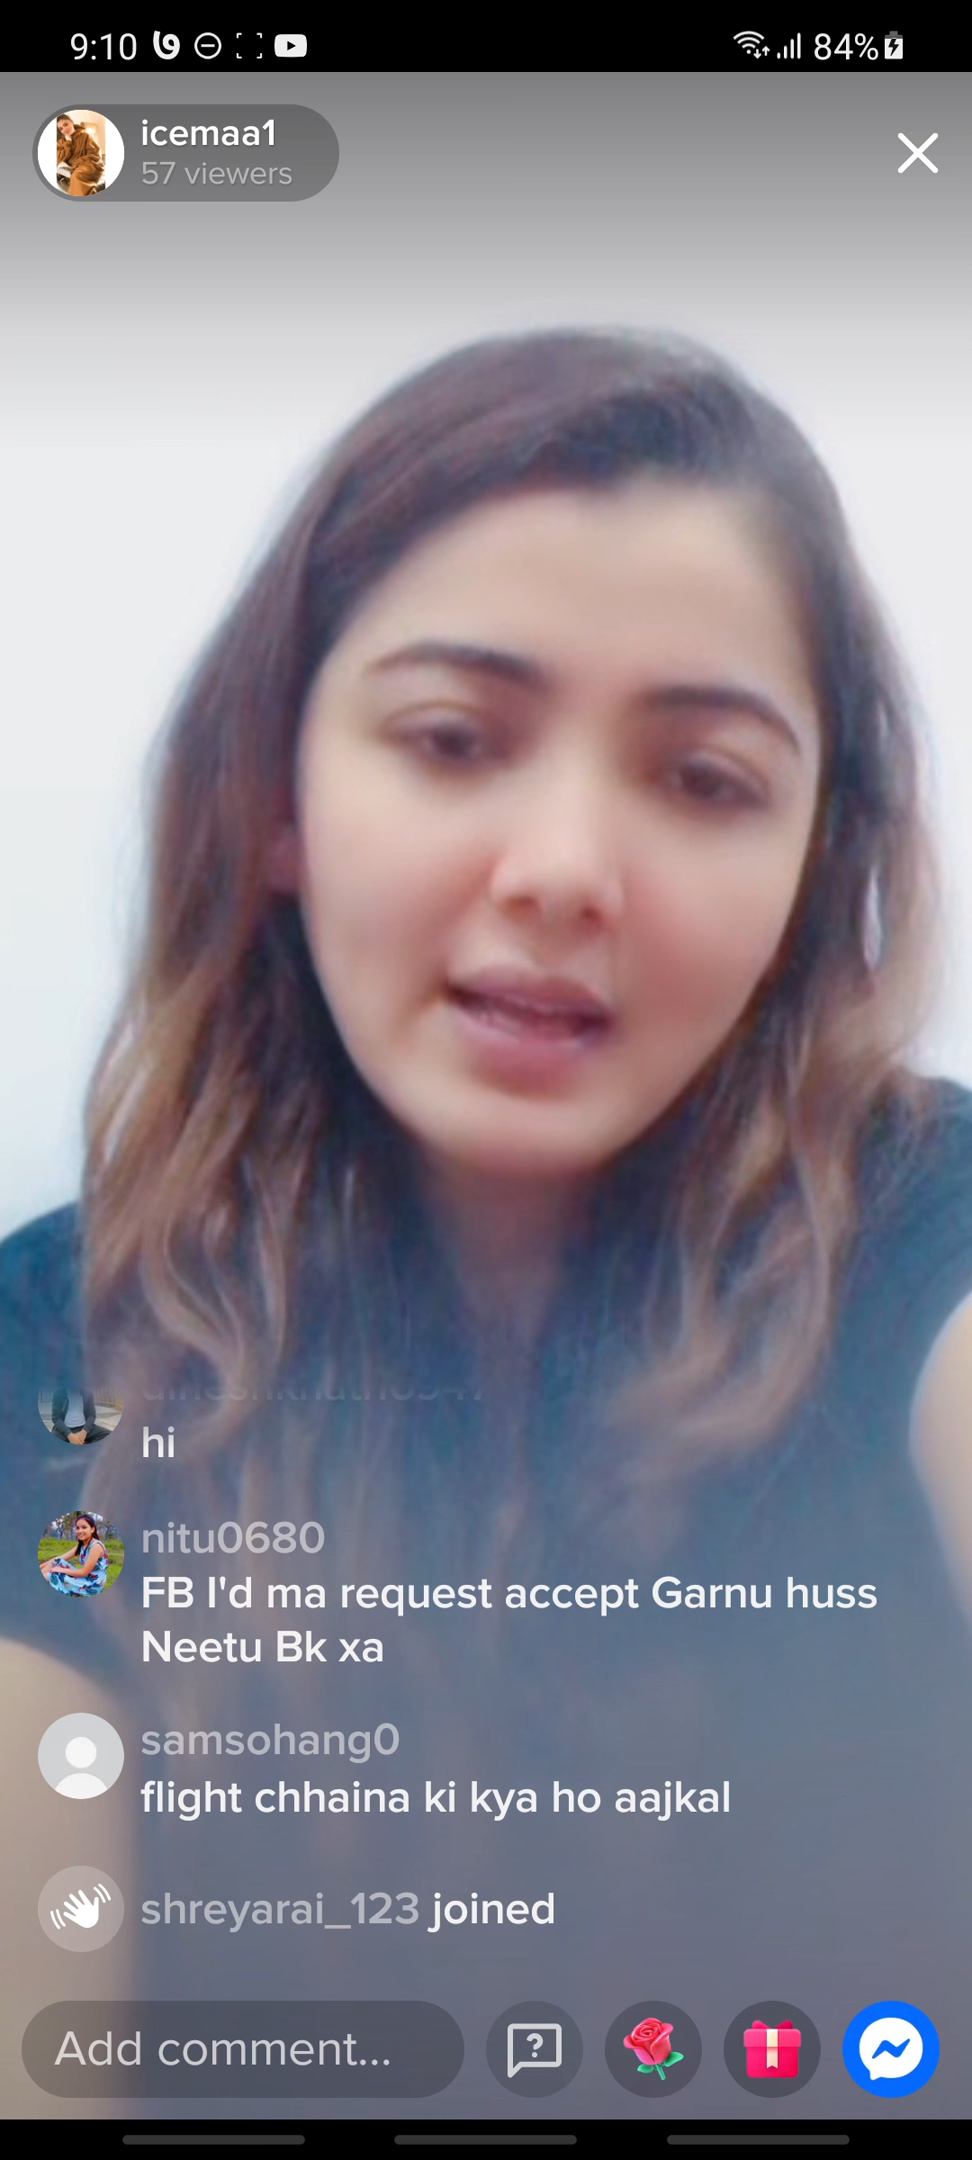 9:10
84%
icemaa1
57 viewers
hi
nitu0680
FB I'd ma request accept Garnu huss
Neetu Bk xa
samsohang0
flight chhaina ki kya ho aajkal
shreyarai_123 joined
Add comment...